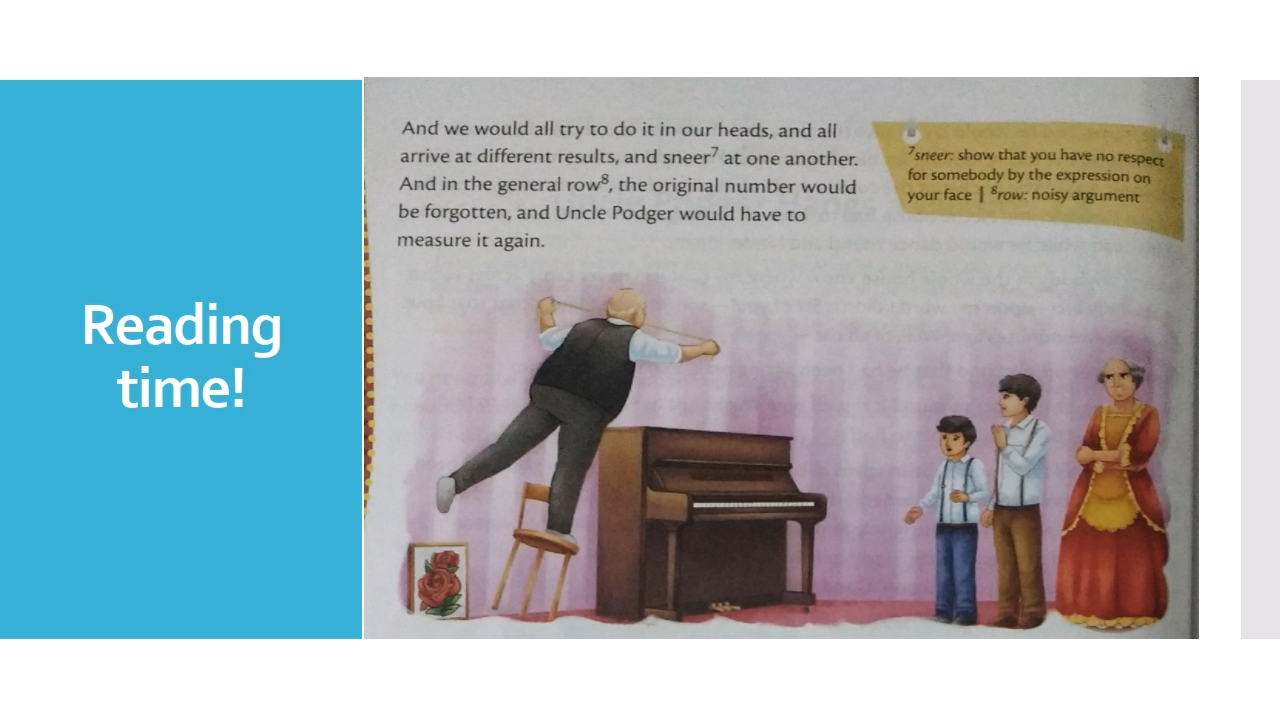 Reading
time!
And we would all try to do it in our heads, and all
arrive at different results, and sneer⁷ at one another.
And in the general row⁸, the original number would
be forgotten, and Uncle Podger would have to
measure it again.
⁷sneer: show that you have no respect
for somebody by the expression on
your face | ⁸row: noisy argument